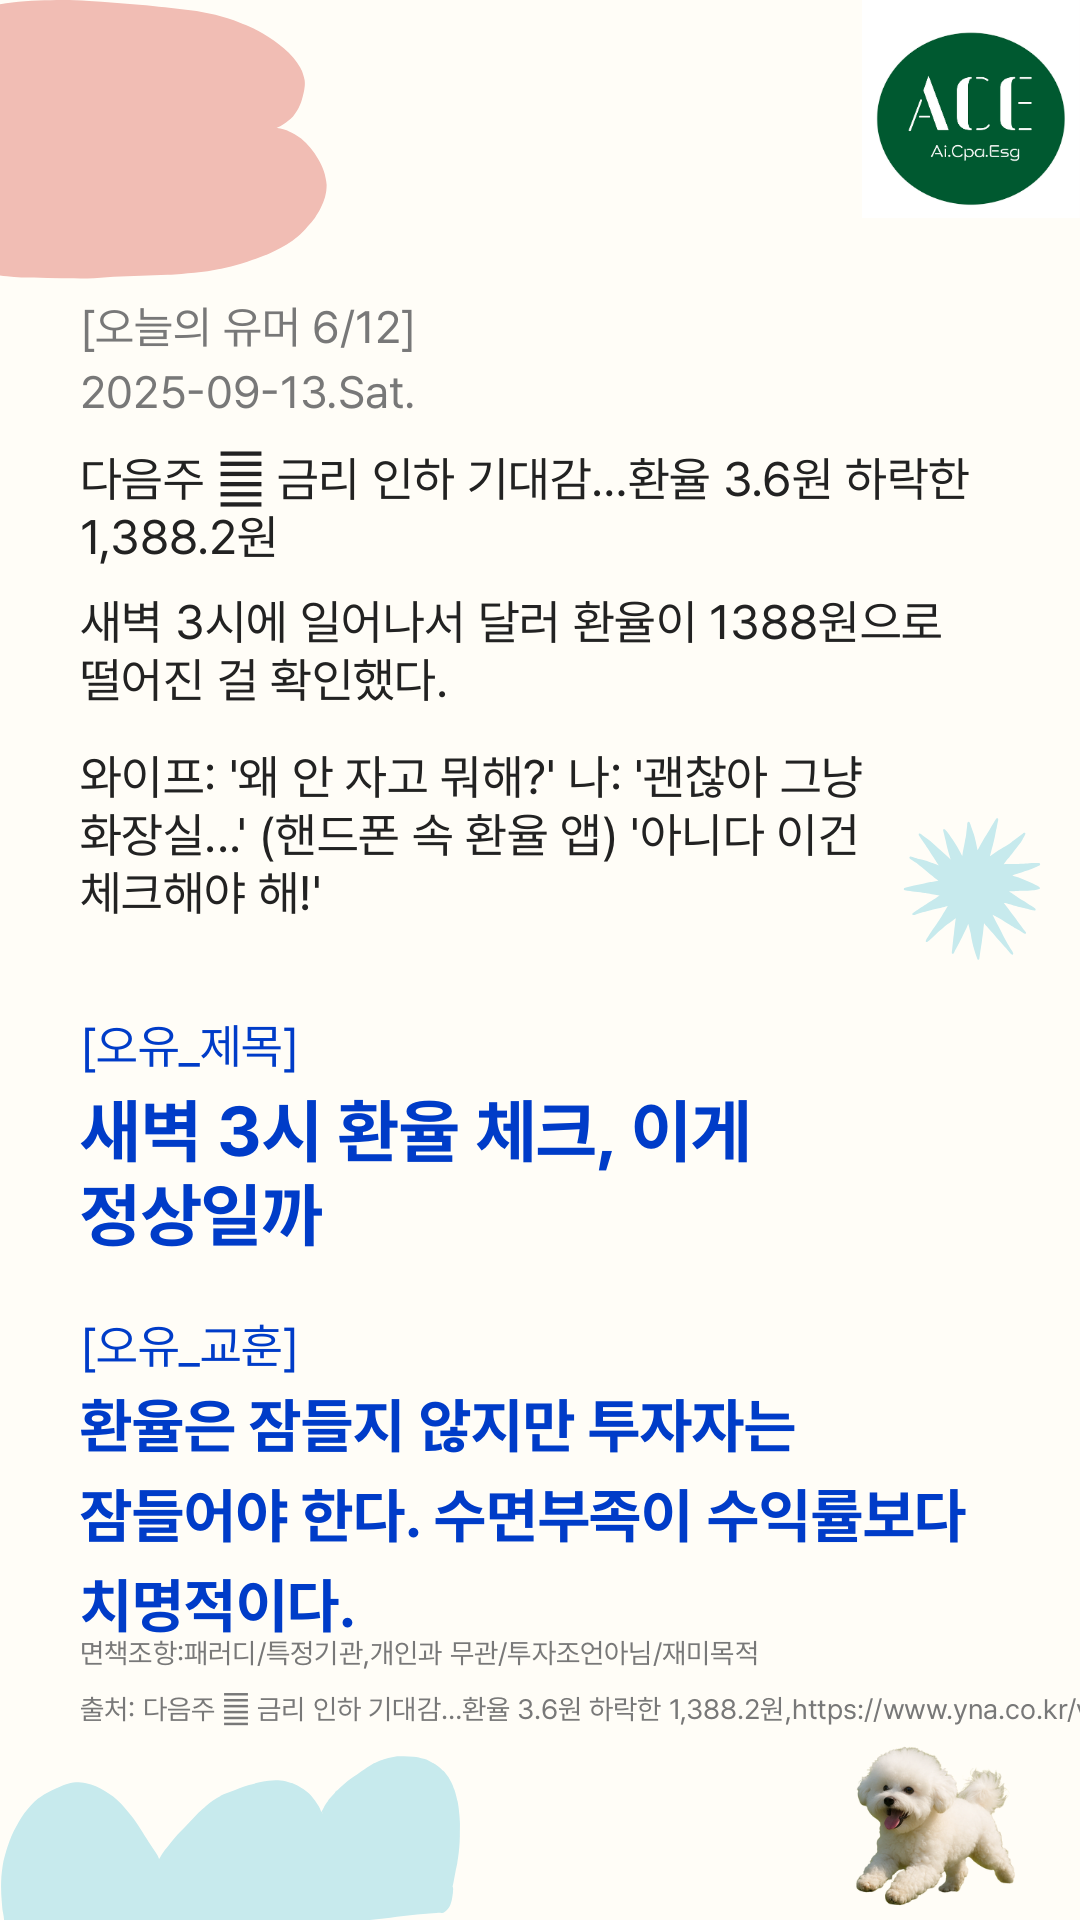 ACE
Ai.Cpa.Esg
[오늘의 유머 6/12]
2025-09-13.Sat.
다음주 금리 인하 기대감…환율 3.6원 하락한
1,388.2원
새벽 3시에 일어나서 달러 환율이 1388원으로
떨어진 걸 확인했다.
와이프: '왜 안 자고 뭐해?' 나: '괜찮아 그냥
화장실...' (핸드폰 속 환율 앱) '아니다 이건
체크해야 해!'
[오유_제목]
새벽 3시 환율 체크, 이게
정상일까
[오유_교훈]
환율은 잠들지 않지만 투자자는
잠들어야 한다. 수면부족이 수익률보다
치명적이다.
면책조항:패러디/특정기관,개인과 무관/투자조언아님/재미목적
출처: 다음주 금리 인하 기대감…환율 3.6원 하락한 1,388.2원,https://www.yna.co.kr/